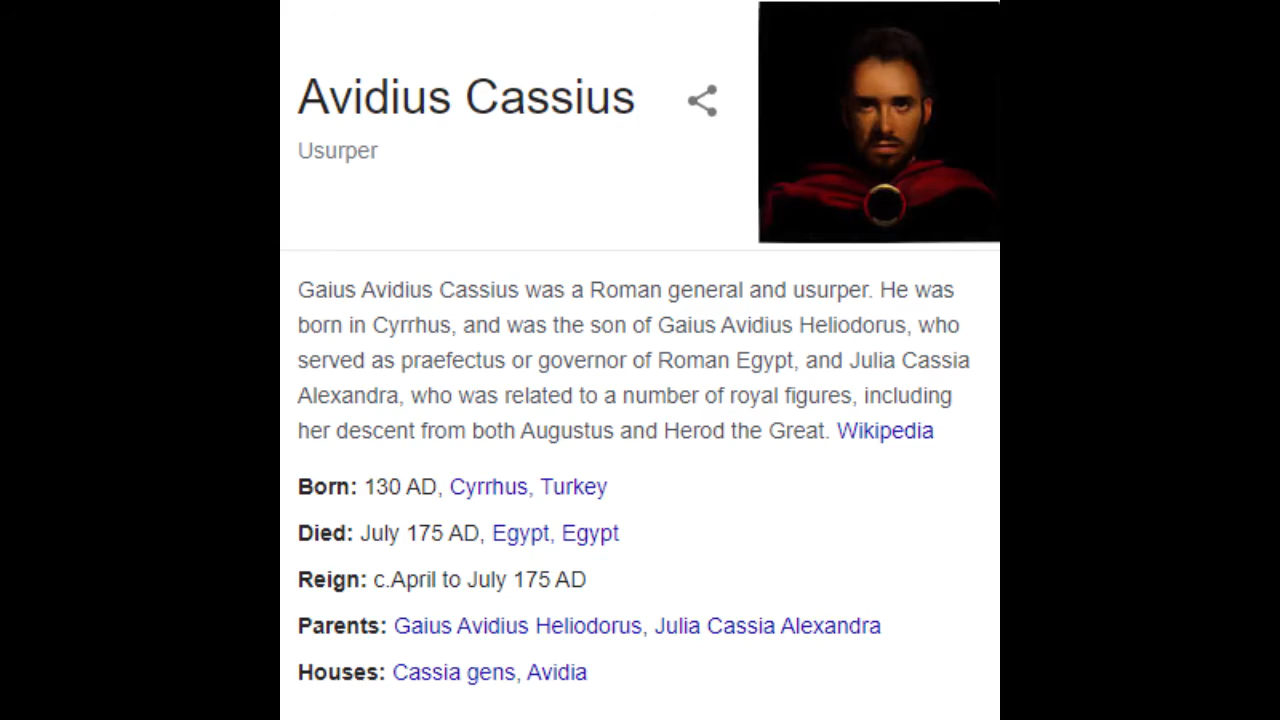 Avidius Cassius
Usurper
Gaius Avidius Cassius was a Roman general and usurper. He was
born in Cyrrhus, and was the son of Gaius Avidius Heliodorus, who
served as praefectus or governor of Roman Egypt, and Julia Cassia
Alexandra, who was related to a number of royal figures, including
her descent from both Augustus and Herod the Great. Wikipedia
Born: 130 AD, Cyrrhus, Turkey
Died: July 175 AD, Egypt, Egypt
Reign: c.April to July 175 AD
Parents: Gaius Avidius Heliodorus, Julia Cassia Alexandra
Houses: Cassia gens, Avidia